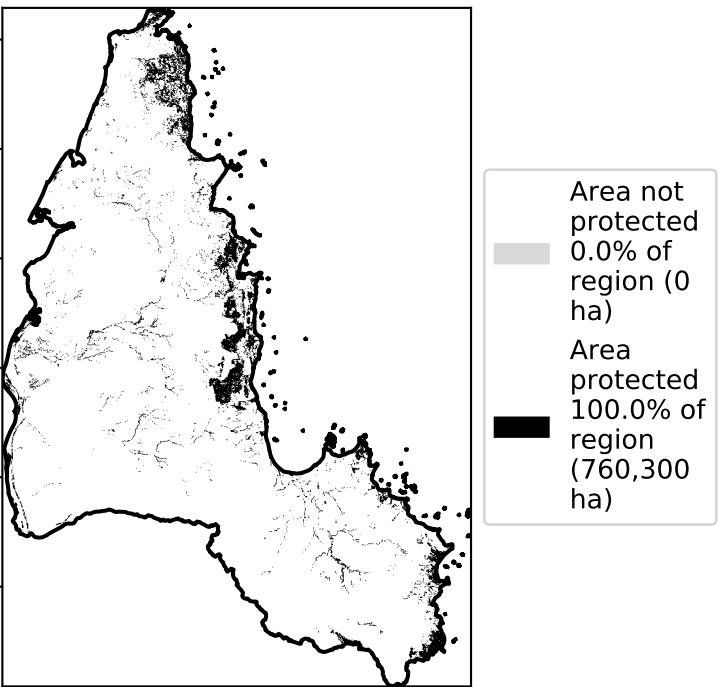 Area not
protected
0.0% of
region (0
ha)
Area
protected
100.0% of
region
(760,300
ha)